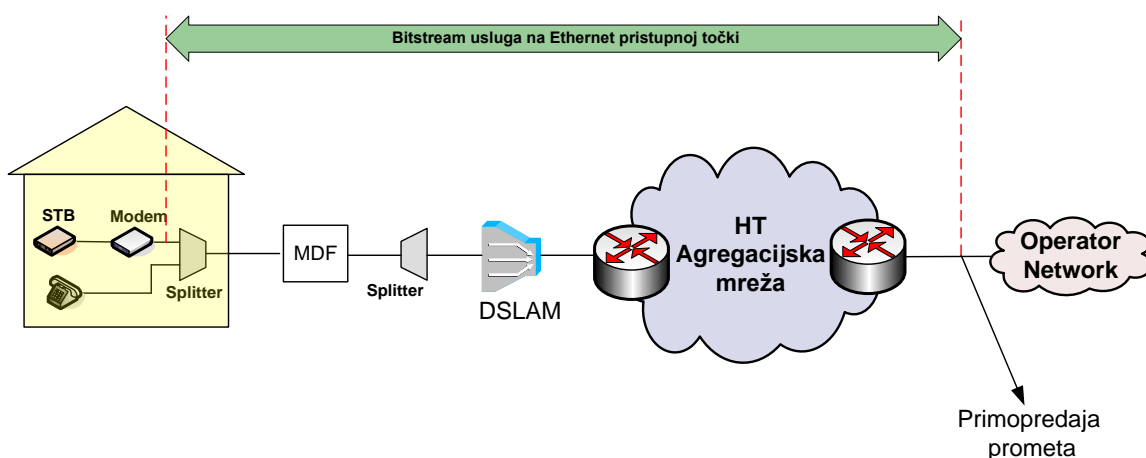 Bitstream usluga na Ethernet pristupnoj točki
STB
Modem
Splitter
MDF
Splitter
DSLAM
HT
Agregacijska
mreža
Operator
Network
Primopredaja
prometa